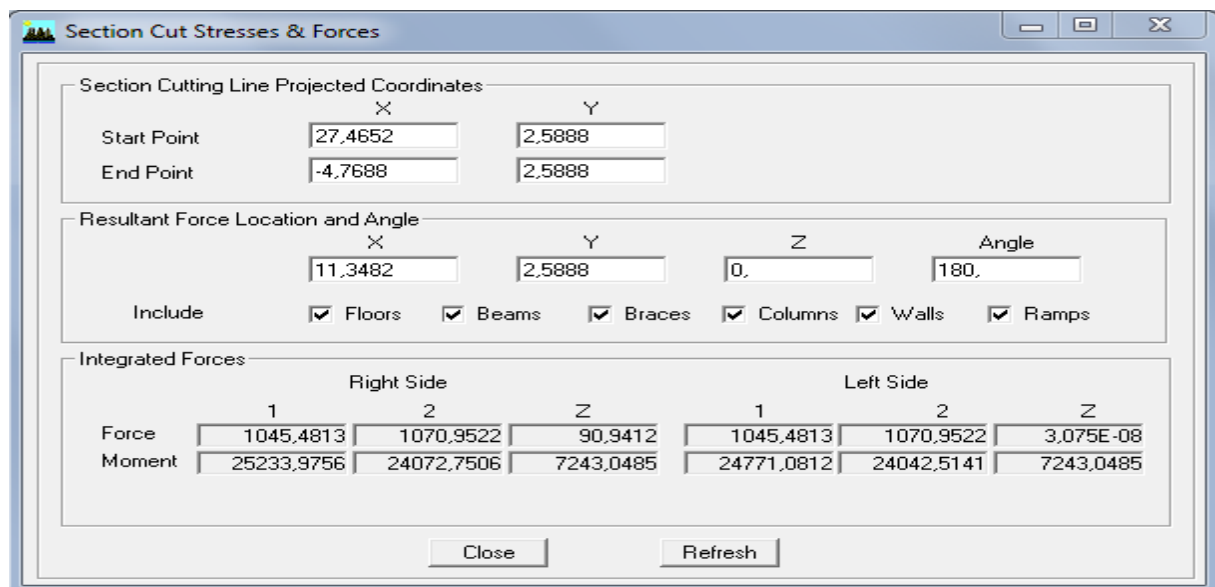 Section Cut Stresses & Forces
Section Cutting Line Projected Coordinates
X Y
Start Point 27,4652 2,5888
End Point -4,7688 2,5888
Resultant Force Location and Angle
X Y Z Angle
11,3482 2,5888 0, 180,
Include Floors Beams Braces Columns Walls Ramps
Integrated Forces
Right Side Left Side
1 2 Z 1 2 Z
Force 1045,4813 1070,9522 90,9412 1045,4813 1070,9522 3,075E-08
Moment 25233,9756 24072,7506 7243,0485 24771,0812 24042,5141 7243,0485
Close Refresh